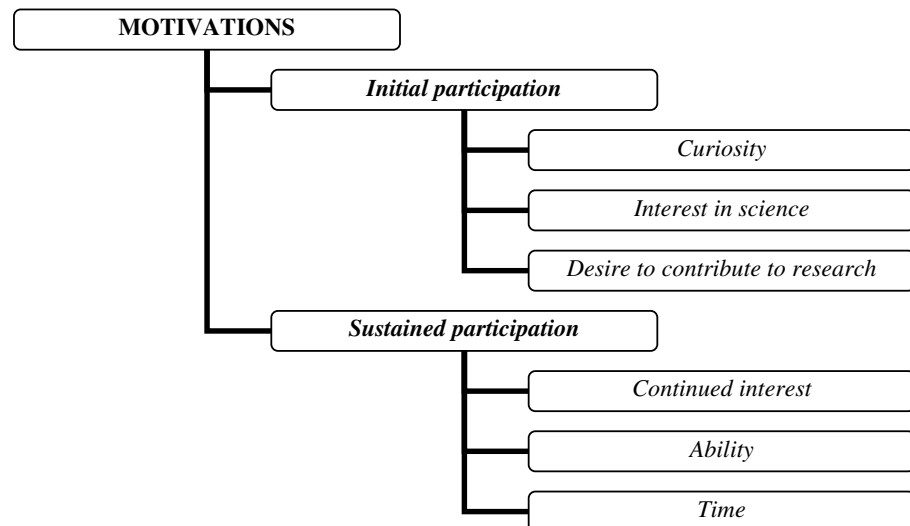 MOTIVATIONS
Initial participation
Curiosity
Interest in science
Desire to contribute to research
Sustained participation
Continued interest
Ability
Time